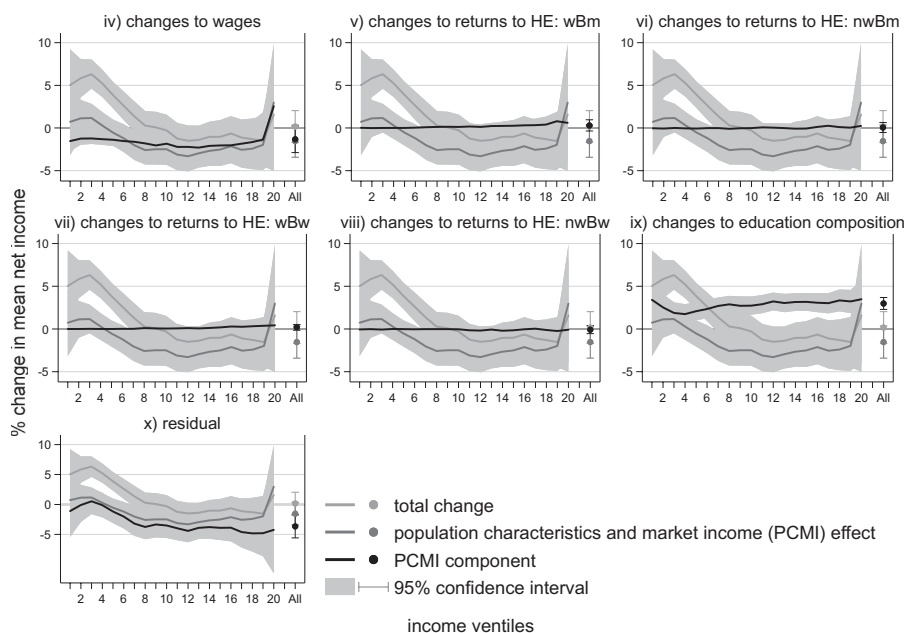 iv) changes to wages
v) changes to returns to HE: wBm
vi) changes to returns to HE: nwBm
10
5
0
-5
2 4 6 8 10 12 14 16 18 20 All
10
5
0
-5
2 4 6 8 10 12 14 16 18 20 All
10
5
0
-5
2 4 6 8 10 12 14 16 18 20 All
vii) changes to returns to HE: wBw
viii) changes to returns to HE: nwBw
ix) changes to education composition
10
5
0
-5
2 4 6 8 10 12 14 16 18 20 All
10
5
0
-5
2 4 6 8 10 12 14 16 18 20 All
10
5
0
-5
2 4 6 8 10 12 14 16 18 20 All
% change in mean net income
x) residual
10
5
0
-5
2 4 6 8 10 12 14 16 18 20 All
total change
population characteristics and market income (PCMI) effect
PCMI component
95% confidence interval
income ventiles